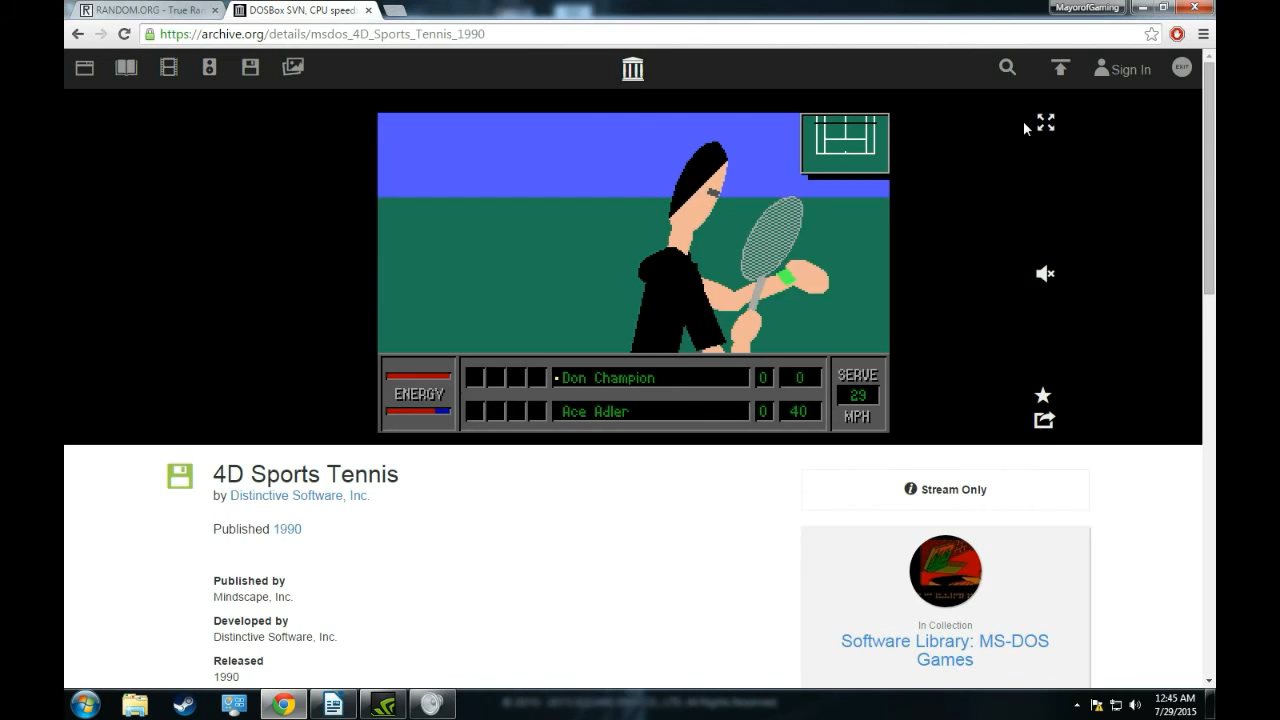 MayorofGaming
RANDOM.ORG - True Ran
DOSBox SVN, CPU speed:
https://archive.org/details/msdos_4D_Sports_Tennis_1990
Sign In
EXIT
ENERGY
Don Champion 0 0
Ace Adler 0 40
SERVE
29
MPH
4D Sports Tennis
by Distinctive Software, Inc.
Published 1990
Published by
Mindscape, Inc.
Developed by
Distinctive Software, Inc.
Released
1990
Stream Only
In Collection
Software Library: MS-DOS
Games
12:45 AM
7/29/2015